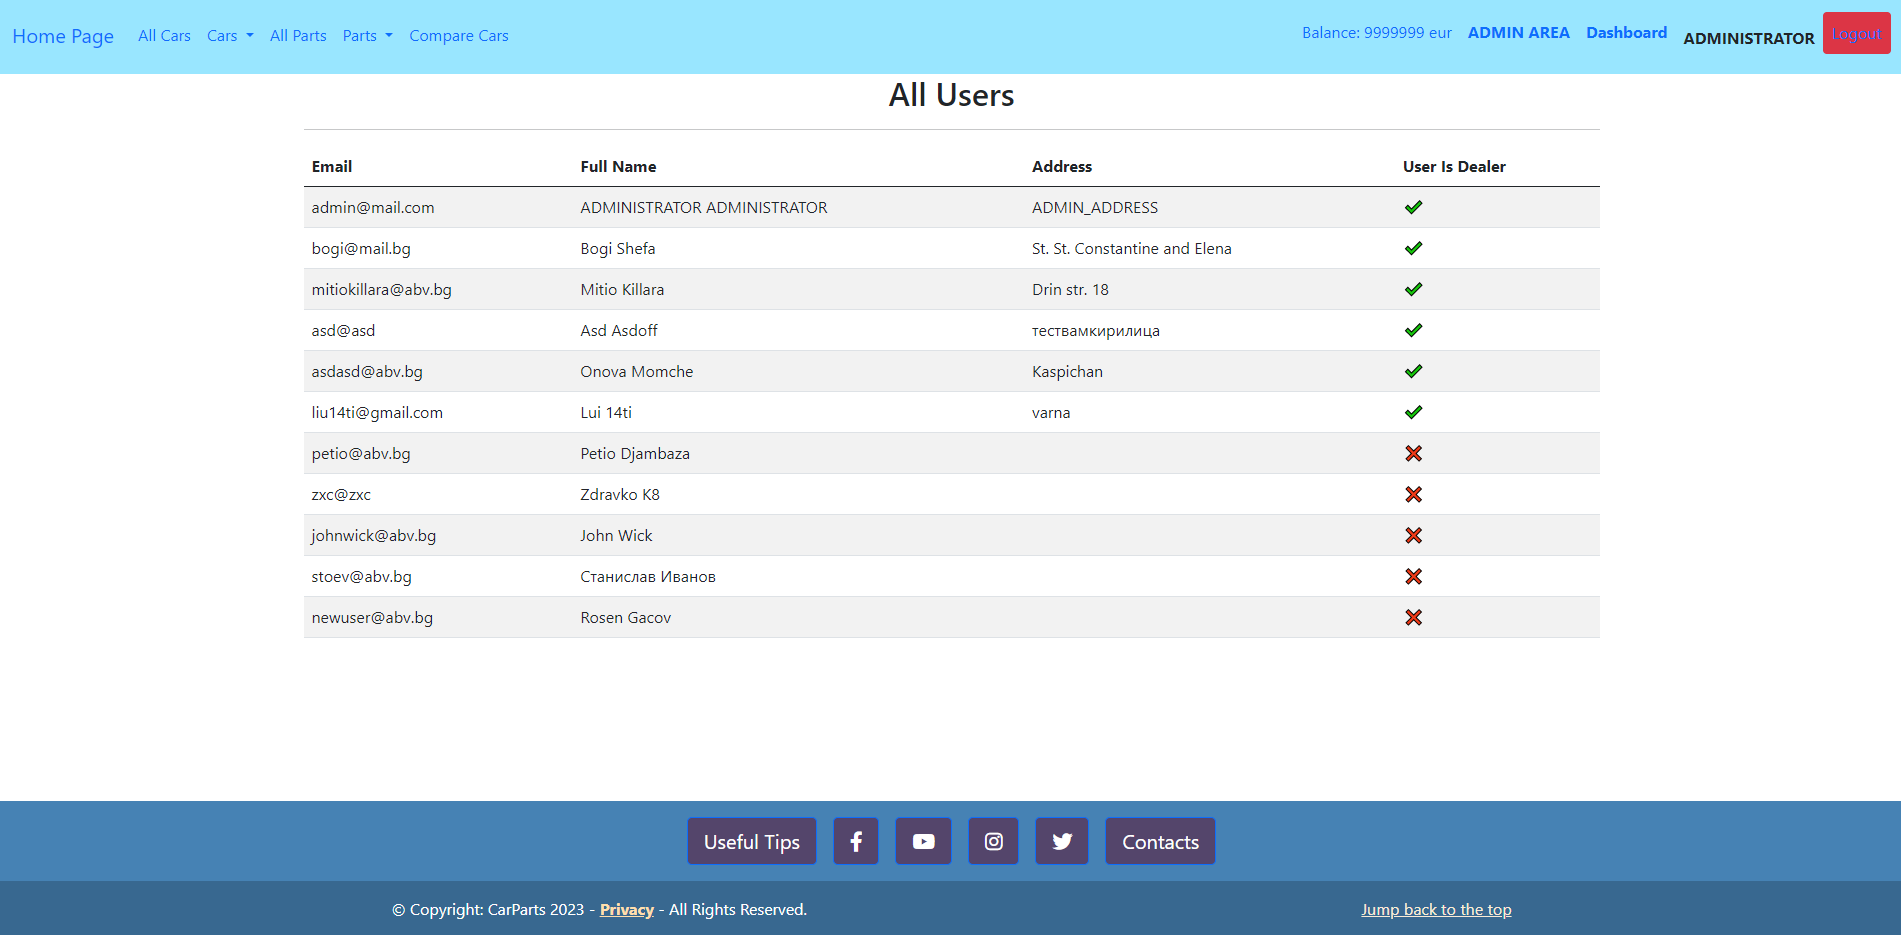 Home Page All Cars Cars All Parts Parts Compare Cars Balance: 9999999 eur ADMIN AREA Dashboard ADMINISTRATOR Logout
All Users
Email Full Name Address User Is Dealer
admin@mail.com ADMINISTRATOR ADMINISTRATOR ADMIN_ADDRESS
bogi@mail.bg Bogi Shefa St. St. Constantine and Elena
mitiokillara@abv.bg Mitio Killara Drin str. 18
asd@asd Asd Asdoff тествамкирилица
asdasd@abv.bg Onova Momche Kaspichan
liu14ti@gmail.com Lui 14ti varna
petio@abv.bg Petio Djambaza
zxc@zxc Zdravko K8
johnwick@abv.bg John Wick
stoev@abv.bg Станислав Иванов
newuser@abv.bg Rosen Gacov
Useful Tips Contacts
© Copyright: CarParts 2023 - Privacy - All Rights Reserved. Jump back to the top